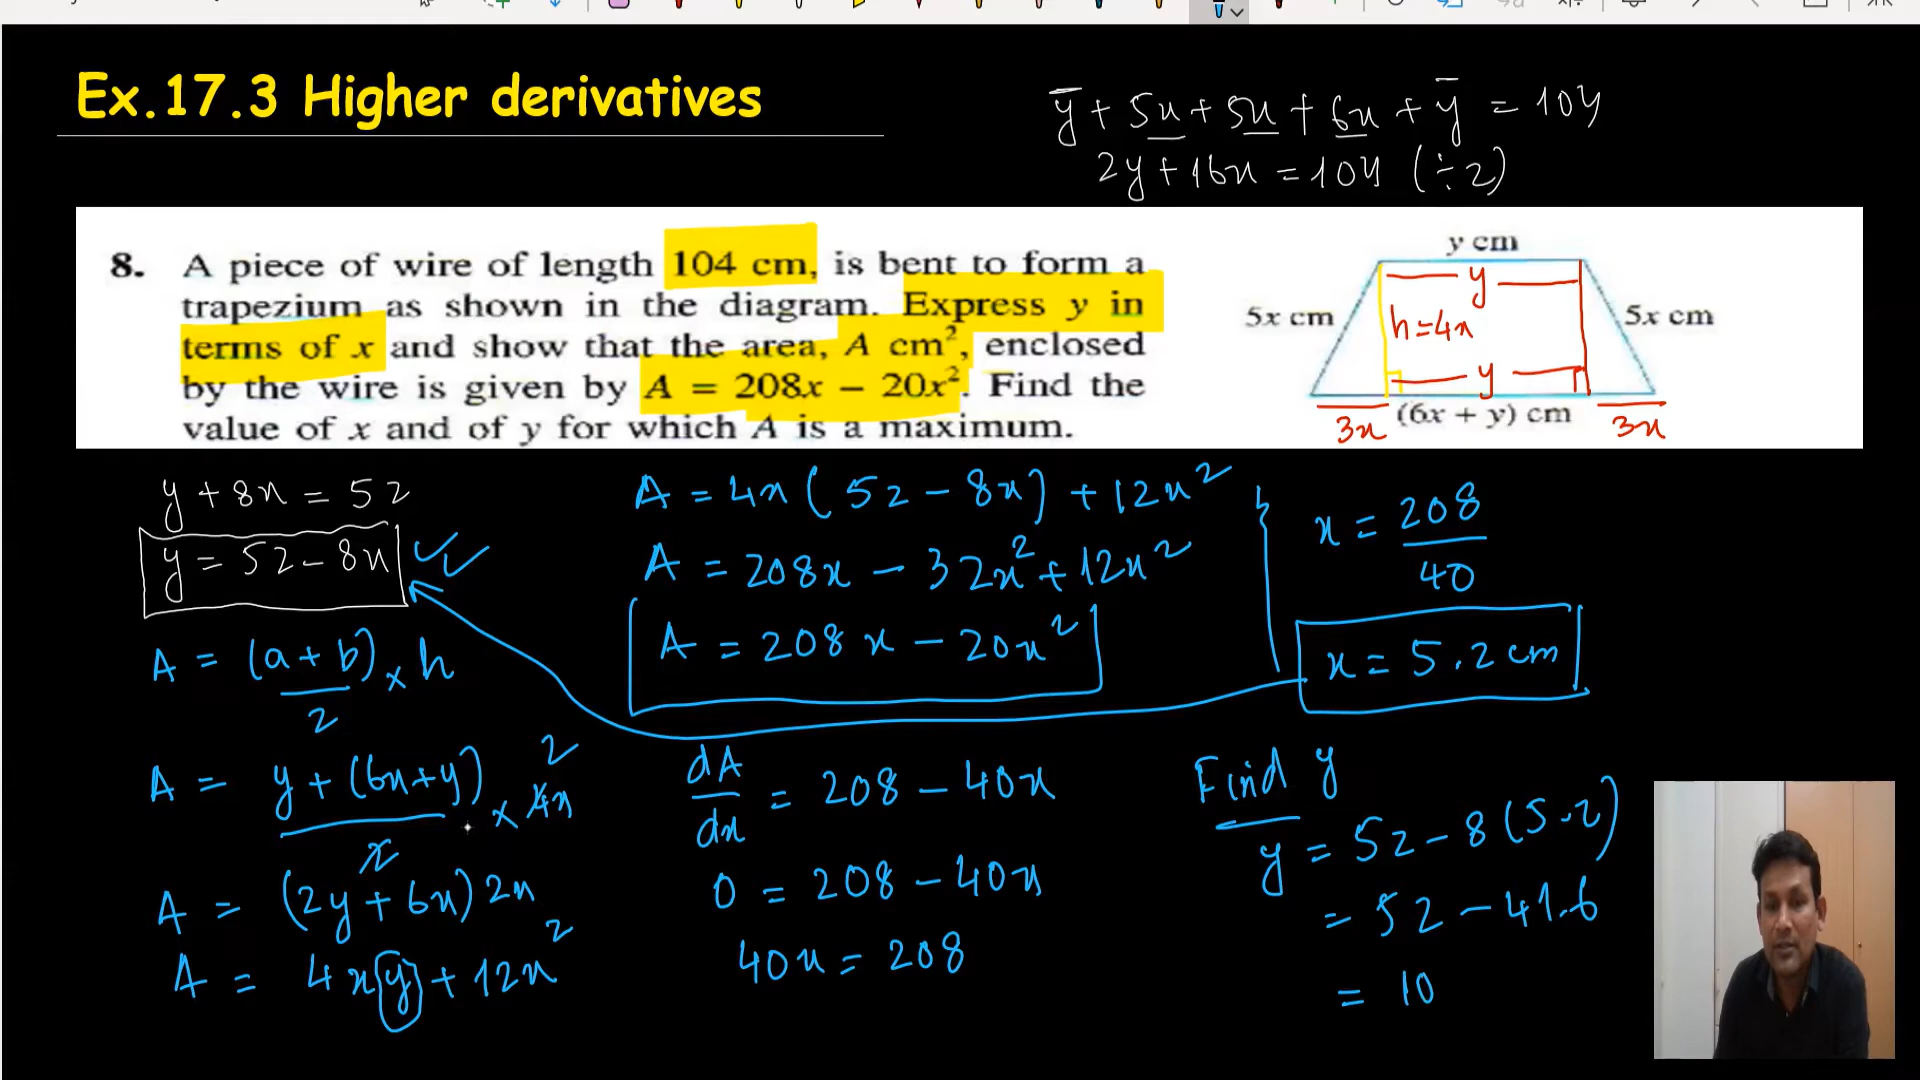 Ex.17.3 Higher derivatives
y + 5x + 5x + 6x + y = 104
2y + 16x = 104 (÷2)
8. A piece of wire of length 104 cm, is bent to form a
trapezium as shown in the diagram. Express y in
terms of x and show that the area, A cm², enclosed
by the wire is given by A = 208x − 20x². Find the
value of x and of y for which A is a maximum.
y cm
y
5x cm
h=4x
5x cm
y
(6x + y) cm
3x
3x
y + 8x = 52
y = 52 − 8x
A = (a + b)/2 × h
A = y + (6x+y)/2 × 4x 2
A = (2y + 6x) 2x
A = 4x(y) + 12x²
A = 4x(52 − 8x) + 12x²
A = 208x − 32x² + 12x²
A = 208x − 20x²
dA/dx = 208 − 40x
0 = 208 − 40x
40x = 208
x = 208/40
x = 5.2 cm
Find y
y = 52 − 8(5.2)
= 52 − 41.6
= 10